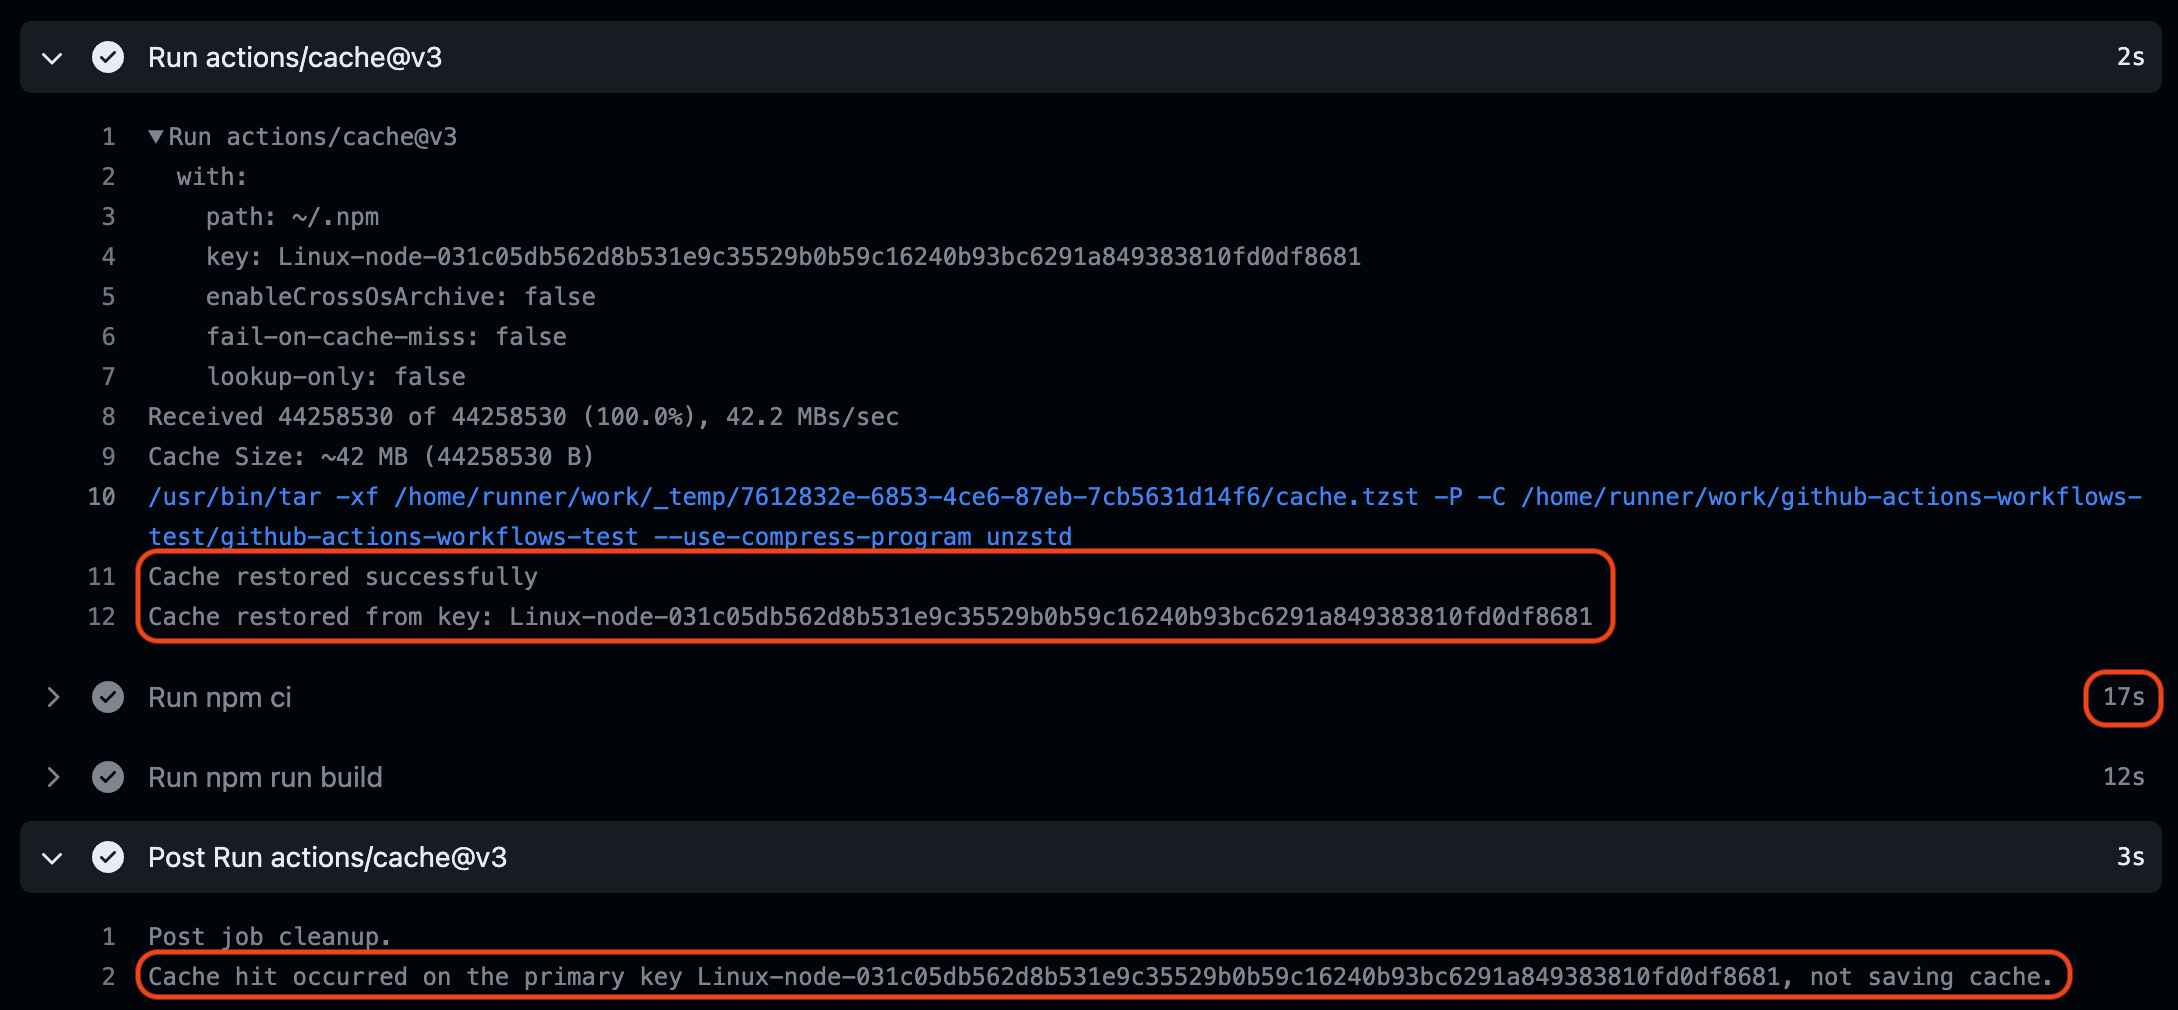 Run actions/cache@v3 2s
1 ▼Run actions/cache@v3
2 with:
3 path: ~/.npm
4 key: Linux-node-031c05db562d8b531e9c35529b0b59c16240b93bc6291a849383810fd0df8681
5 enableCrossOsArchive: false
6 fail-on-cache-miss: false
7 lookup-only: false
8 Received 44258530 of 44258530 (100.0%), 42.2 MBs/sec
9 Cache Size: ~42 MB (44258530 B)
10 /usr/bin/tar -xf /home/runner/work/_temp/7612832e-6853-4ce6-87eb-7cb5631d14f6/cache.tzst -P -C /home/runner/work/github-actions-workflows-
test/github-actions-workflows-test --use-compress-program unzstd
11 Cache restored successfully
12 Cache restored from key: Linux-node-031c05db562d8b531e9c35529b0b59c16240b93bc6291a849383810fd0df8681
Run npm ci 17s
Run npm run build 12s
Post Run actions/cache@v3 3s
1 Post job cleanup.
2 Cache hit occurred on the primary key Linux-node-031c05db562d8b531e9c35529b0b59c16240b93bc6291a849383810fd0df8681, not saving cache.